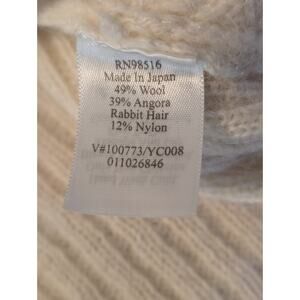 RN98516
Made In Japan
49% Wool
39% Angora
Rabbit Hair
12% Nylon
V#100773/YC008
011026846